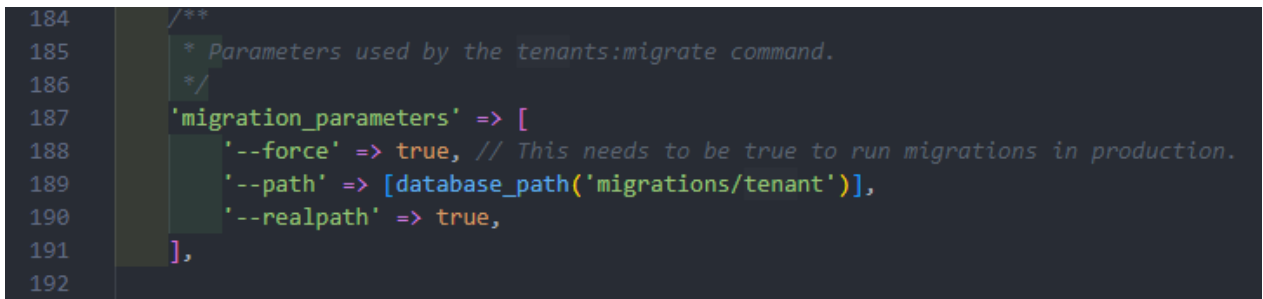 184 /**
185 * Parameters used by the tenants:migrate command.
186 */
187 'migration_parameters' => [
188 '--force' => true, // This needs to be true to run migrations in production.
189 '--path' => [database_path('migrations/tenant')],
190 '--realpath' => true,
191 ],
192